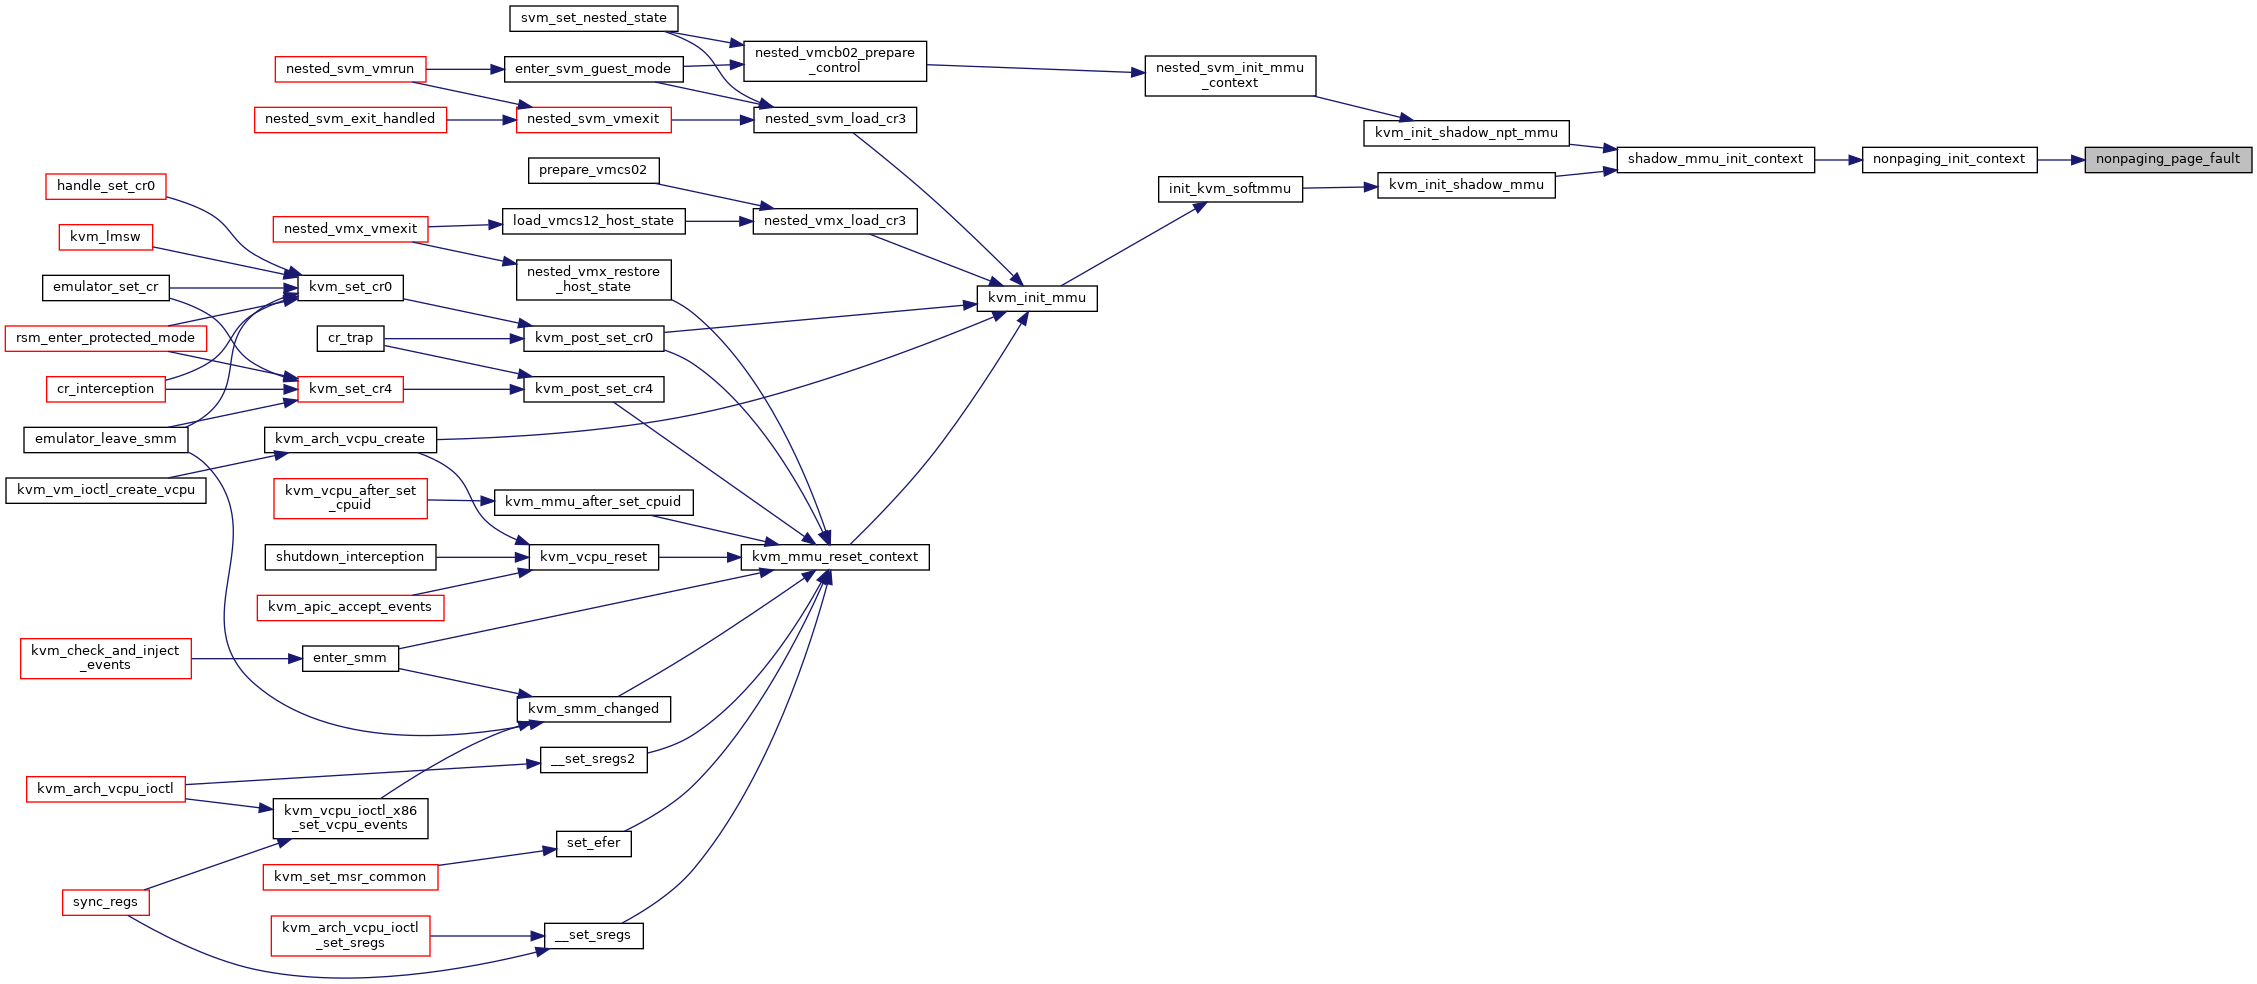 svm_set_nested_state
nested_vmcb02_prepare
_control
nested_svm_init_mmu
_context
nested_svm_vmrun
enter_svm_guest_mode
nested_svm_exit_handled
nested_svm_vmexit
nested_svm_load_cr3
kvm_init_shadow_npt_mmu
shadow_mmu_init_context
nonpaging_init_context
nonpaging_page_fault
prepare_vmcs02
handle_set_cr0
init_kvm_softmmu
kvm_init_shadow_mmu
nested_vmx_vmexit
load_vmcs12_host_state
nested_vmx_load_cr3
kvm_lmsw
nested_vmx_restore
_host_state
emulator_set_cr
kvm_set_cr0
kvm_init_mmu
rsm_enter_protected_mode
cr_trap
kvm_post_set_cr0
cr_interception
kvm_set_cr4
kvm_post_set_cr4
emulator_leave_smm
kvm_arch_vcpu_create
kvm_vm_ioctl_create_vcpu
kvm_vcpu_after_set
_cpuid
kvm_mmu_after_set_cpuid
shutdown_interception
kvm_vcpu_reset
kvm_mmu_reset_context
kvm_apic_accept_events
kvm_check_and_inject
_events
enter_smm
kvm_smm_changed
__set_sregs2
kvm_arch_vcpu_ioctl
kvm_vcpu_ioctl_x86
_set_vcpu_events
set_efer
kvm_set_msr_common
sync_regs
kvm_arch_vcpu_ioctl
_set_sregs
__set_sregs